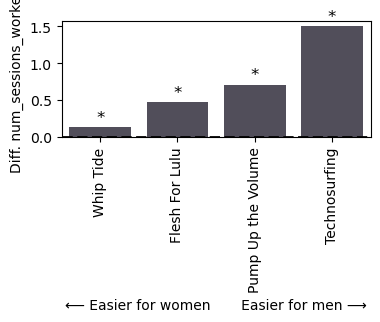 Diff. num_sessions_worke
1.5
1.0
0.5
0.0
*
*
*
*
Whip Tide
Flesh For Lulu
Pump Up the Volume
Technosurfing
⟵ Easier for women
Easier for men ⟶